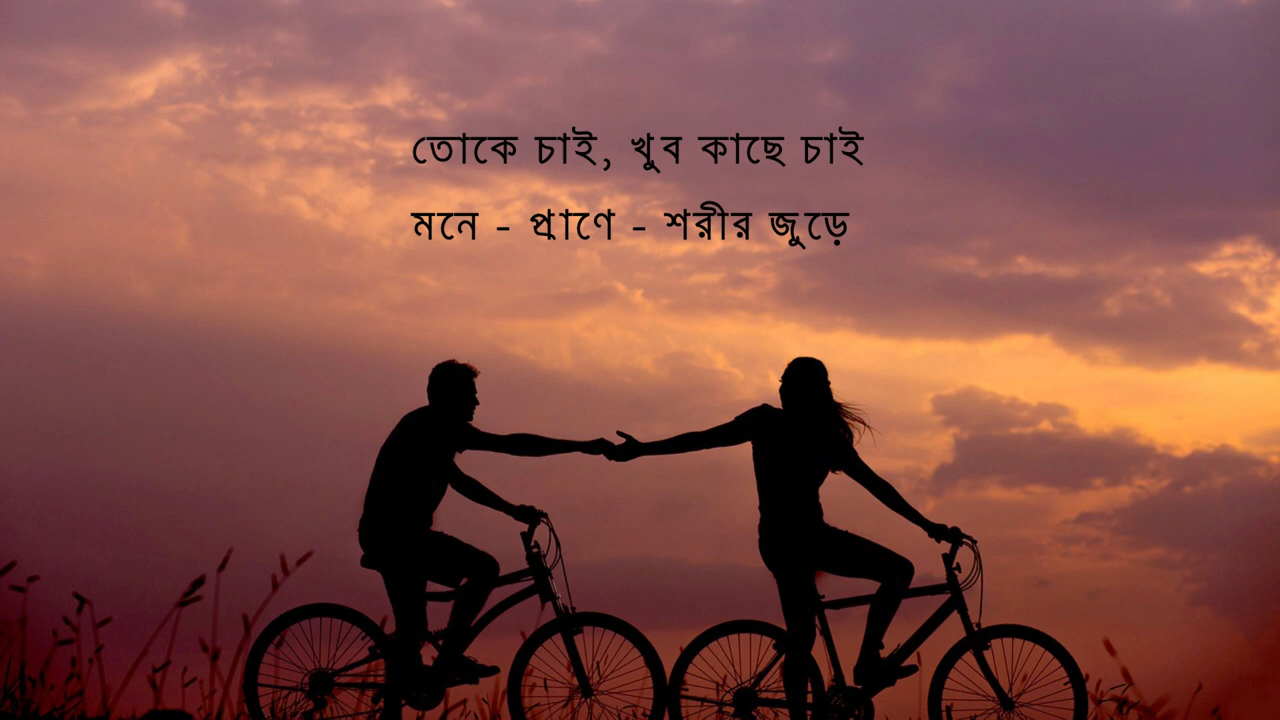 তোকে চাই, খুব কাছে চাই
মনে - প্রাণে - শরীর জুড়ে